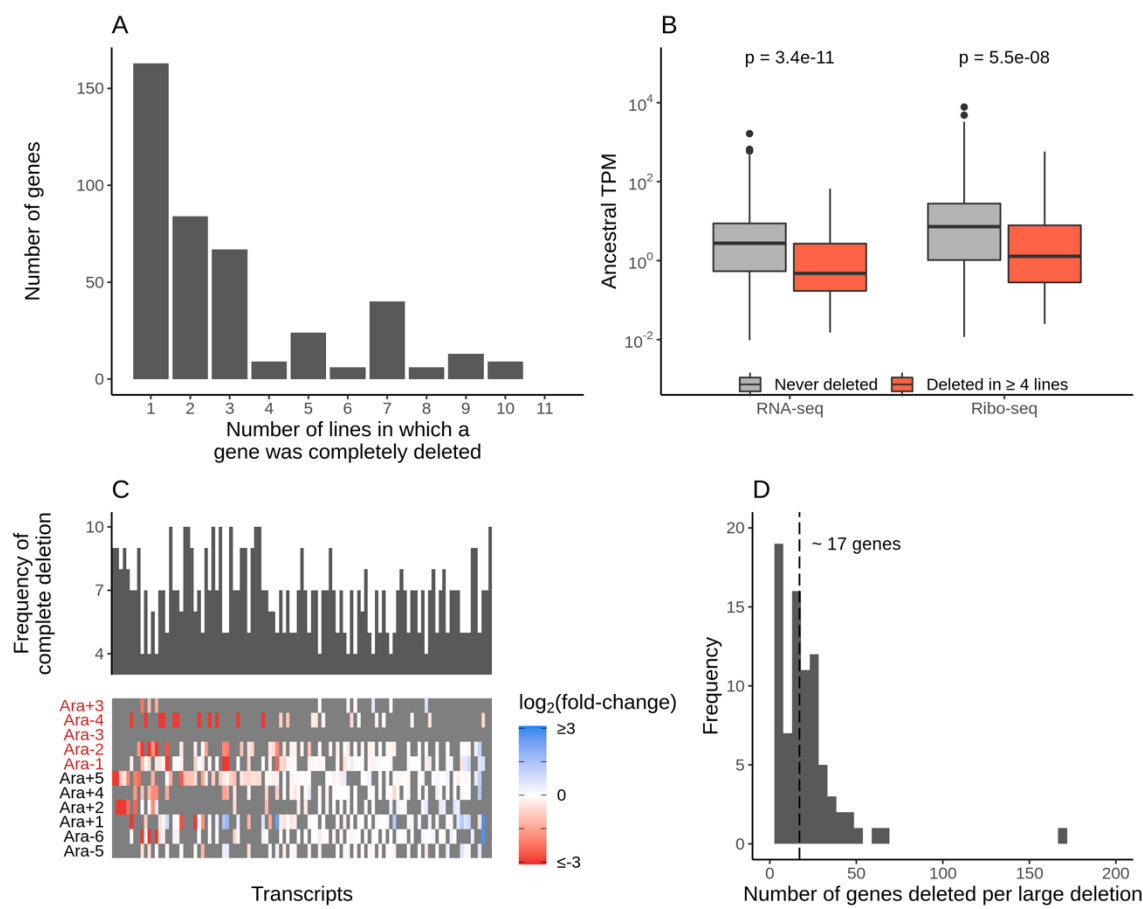 A
Number of genes
150
100
50
0
1 2 3 4 5 6 7 8 9 10 11
Number of lines in which a
gene was completely deleted
B
p = 3.4e-11 p = 5.5e-08
Ancestral TPM
10^4
10^2
10^0
10^-2
Never deleted Deleted in ≥ 4 lines
RNA-seq Ribo-seq
C
Frequency of
complete deletion
10
7
4
Ara+3
Ara-4
Ara-3
Ara-2
Ara-1
Ara+5
Ara+4
Ara+2
Ara+1
Ara-6
Ara-5
Transcripts
log2(fold-change)
≥3
0
≤-3
D
~ 17 genes
Frequency
20
15
10
5
0
0 50 100 150 200
Number of genes deleted per large deletion